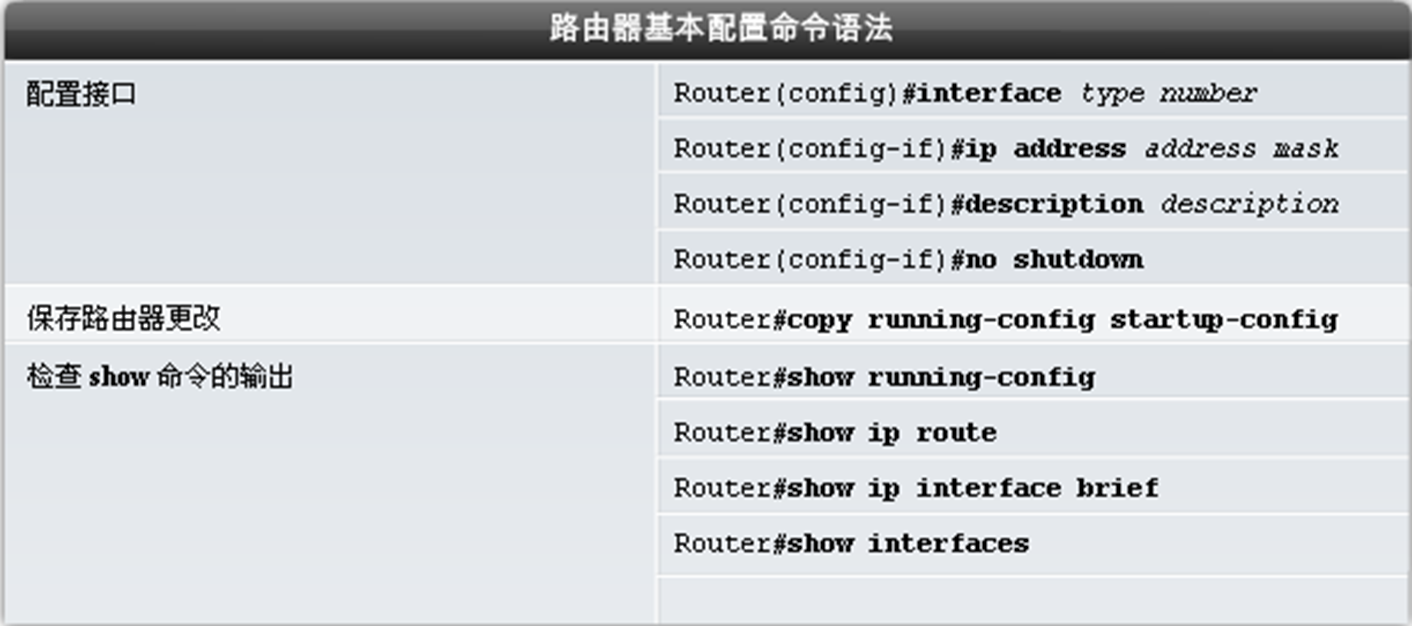 路由器基本配置命令语法
配置接口
Router(config)#interface type number
Router(config-if)#ip address address mask
Router(config-if)#description description
Router(config-if)#no shutdown
保存路由器更改
Router#copy running-config startup-config
检查 show 命令的输出
Router#show running-config
Router#show ip route
Router#show ip interface brief
Router#show interfaces